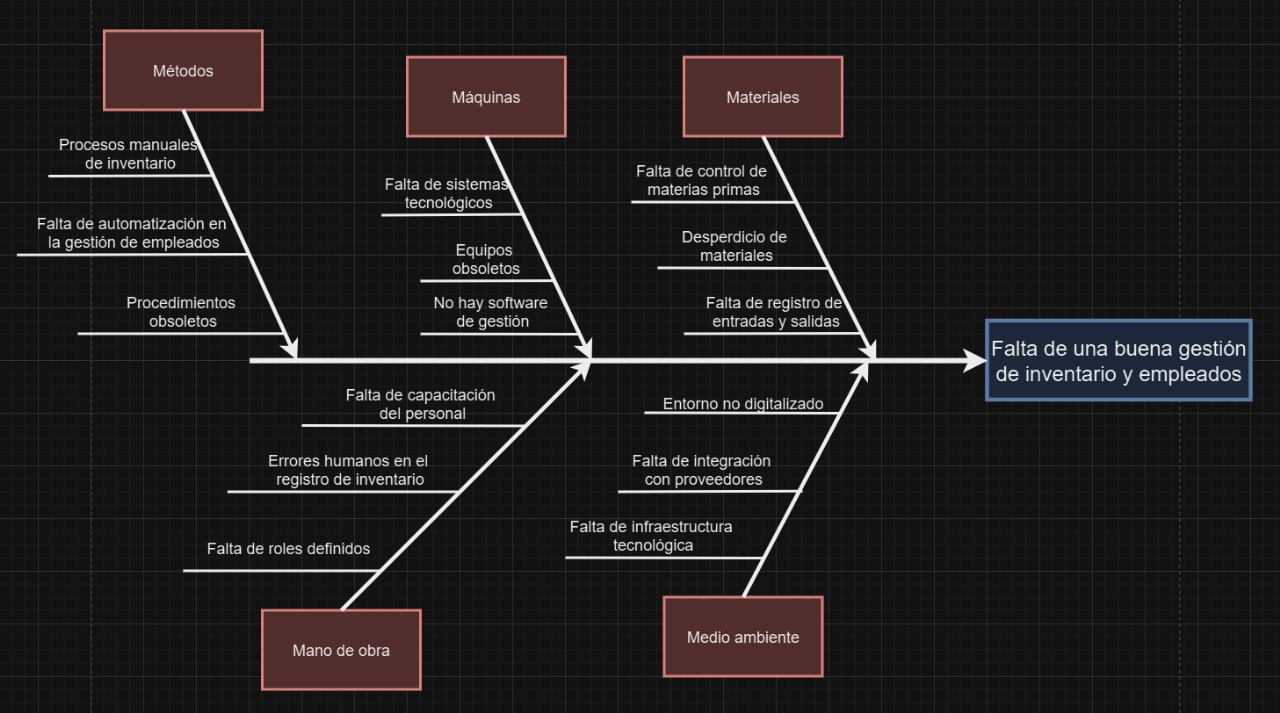 Métodos
Máquinas
Materiales
Procesos manuales
de inventario
Falta de automatización en
la gestión de empleados
Procedimientos
obsoletos
Falta de sistemas
tecnológicos
Equipos
obsoletos
No hay software
de gestión
Falta de control de
materias primas
Desperdicio de
materiales
Falta de registro de
entradas y salidas
Falta de una buena gestión
de inventario y empleados
Falta de capacitación
del personal
Errores humanos en el
registro de inventario
Falta de roles definidos
Entorno no digitalizado
Falta de integración
con proveedores
Falta de infraestructura
tecnológica
Mano de obra
Medio ambiente